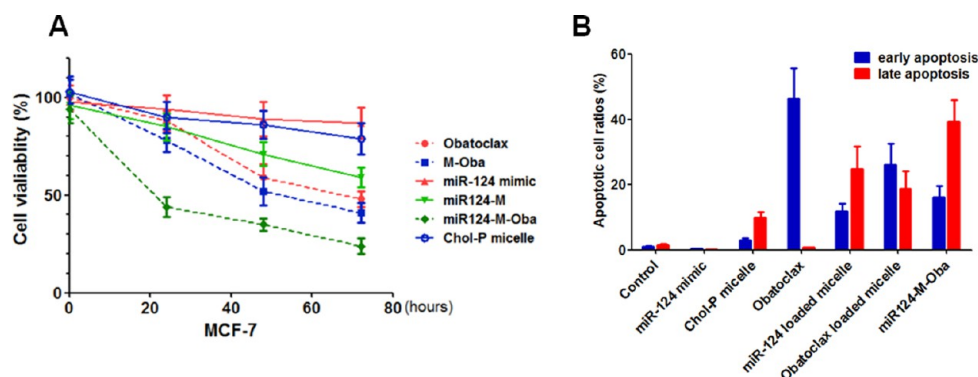 A
B
Cell vialiablity (%)
100
50
0
0
20
40
60
80
(hours)
MCF-7
Obatoclax
M-Oba
miR-124 mimic
miR124-M
miR124-M-Oba
Chol-P micelle
Apoptotic cell ratios (%)
60
40
20
0
early apoptosis
late apoptosis
Control
miR-124 mimic
Chol-P micelle
Obatoclax
miR-124 loaded micelle
Obatoclax loaded micelle
miR124-M-Oba